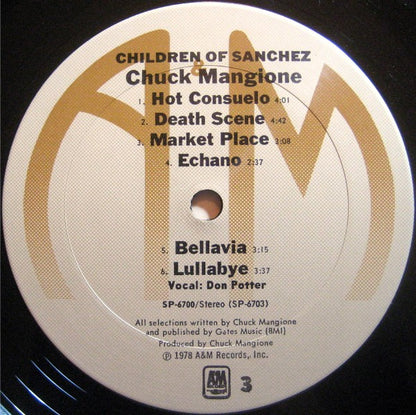 CHILDREN OF SANCHEZ
Chuck Mangione
1. Hot Consuelo 4:01
2. Death Scene 4:42
3. Market Place 3:08
4. Echano 2:37
5. Bellavia 3:15
6. Lullabye 3:37
Vocal: Don Potter
SP-6700/Stereo (SP-6703)
All selections written by Chuck Mangione
and published by Gates Music (BMI)
Produced by Chuck Mangione
℗ 1978 A&M Records, Inc.
A&M 3